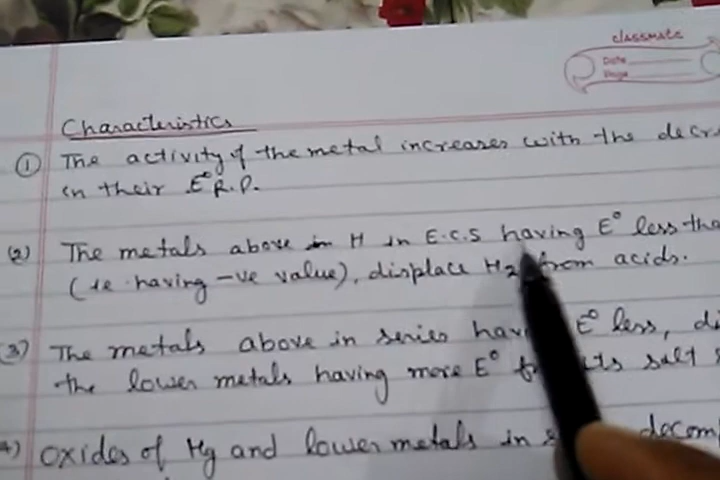 classmate
Date
Page
Characteristics
① The activity of the metal increases with the decr
in their E° R.P.
(2) The metals above in H in E.C.S having E° less tha
(ie having -ve value), displace H2 from acids.
(3) The metals above in series E° less,
the lower metals having more E° its salt
4) oxides of Hg and lower metals in decom